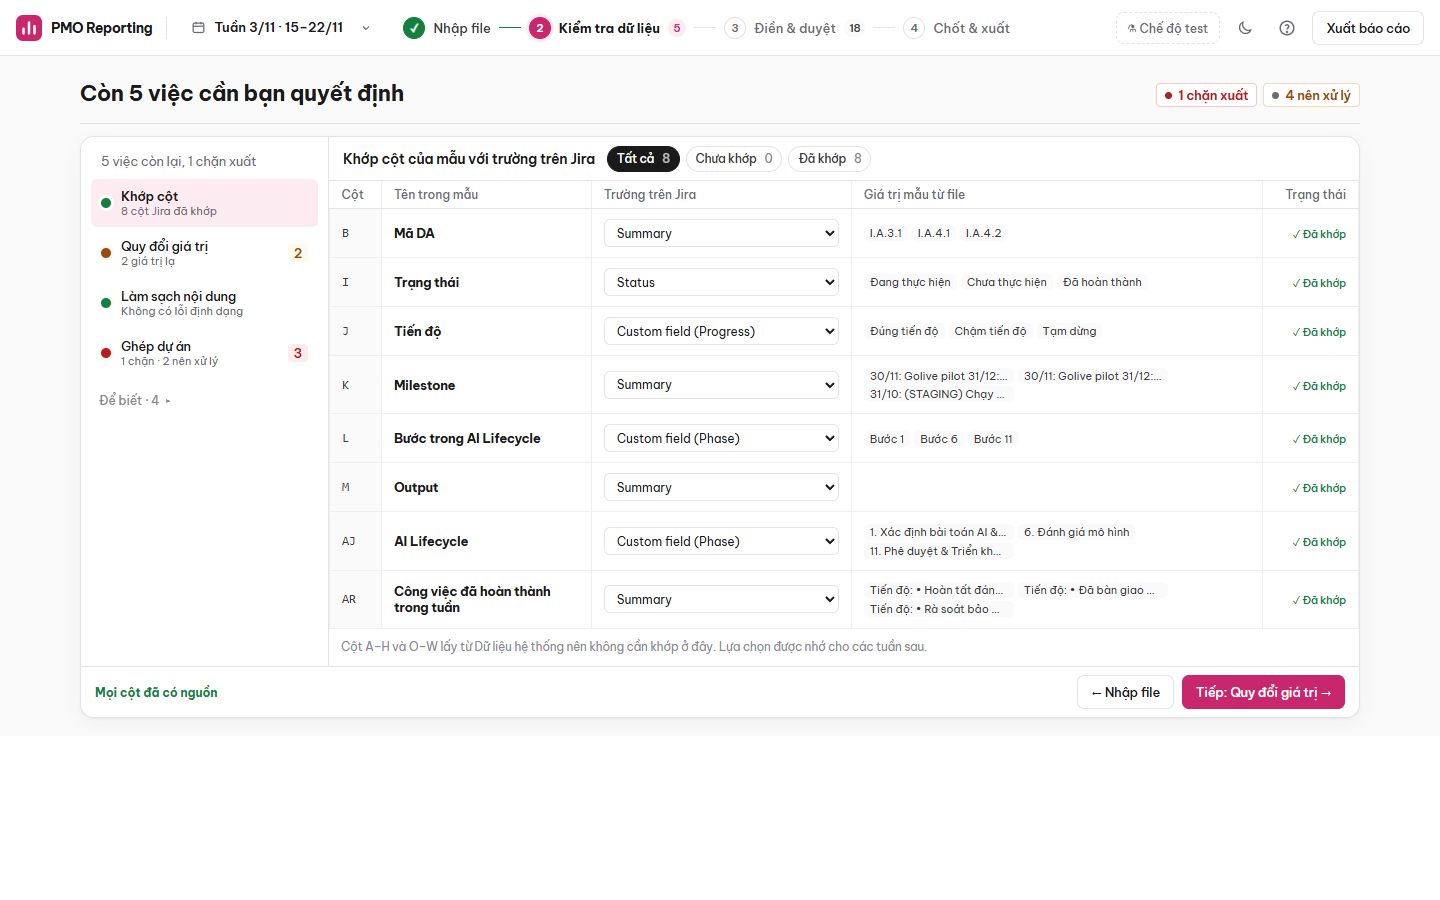 PMO Reporting
Tuần 3/11 · 15–22/11
Nhập file
2 Kiểm tra dữ liệu 5
3 Điền & duyệt 18
4 Chốt & xuất
Chế độ test
Xuất báo cáo
Còn 5 việc cần bạn quyết định
1 chặn xuất
4 nên xử lý
5 việc còn lại, 1 chặn xuất
Khớp cột
8 cột Jira đã khớp
Quy đổi giá trị
2 giá trị lạ
2
Làm sạch nội dung
Không có lỗi định dạng
Ghép dự án
1 chặn · 2 nên xử lý
3
Để biết · 4 ▸
Khớp cột của mẫu với trường trên Jira
Tất cả 8
Chưa khớp 0
Đã khớp 8
Cột Tên trong mẫu Trường trên Jira Giá trị mẫu từ file Trạng thái
B Mã DA Summary I.A.3.1 I.A.4.1 I.A.4.2 ✓ Đã khớp
I Trạng thái Status Đang thực hiện Chưa thực hiện Đã hoàn thành ✓ Đã khớp
J Tiến độ Custom field (Progress) Đúng tiến độ Chậm tiến độ Tạm dừng ✓ Đã khớp
K Milestone Summary 30/11: Golive pilot 31/12:... 30/11: Golive pilot 31/12:...
31/10: (STAGING) Chạy ... ✓ Đã khớp
L Bước trong AI Lifecycle Custom field (Phase) Bước 1 Bước 6 Bước 11 ✓ Đã khớp
M Output Summary ✓ Đã khớp
AJ AI Lifecycle Custom field (Phase) 1. Xác định bài toán AI &... 6. Đánh giá mô hình
11. Phê duyệt & Triển kh... ✓ Đã khớp
AR Công việc đã hoàn thành
trong tuần Summary Tiến độ: • Hoàn tất đán... Tiến độ: • Đã bàn giao ...
Tiến độ: • Rà soát bảo ... ✓ Đã khớp
Cột A–H và O–W lấy từ Dữ liệu hệ thống nên không cần khớp ở đây. Lựa chọn được nhớ cho các tuần sau.
Mọi cột đã có nguồn
← Nhập file
Tiếp: Quy đổi giá trị →